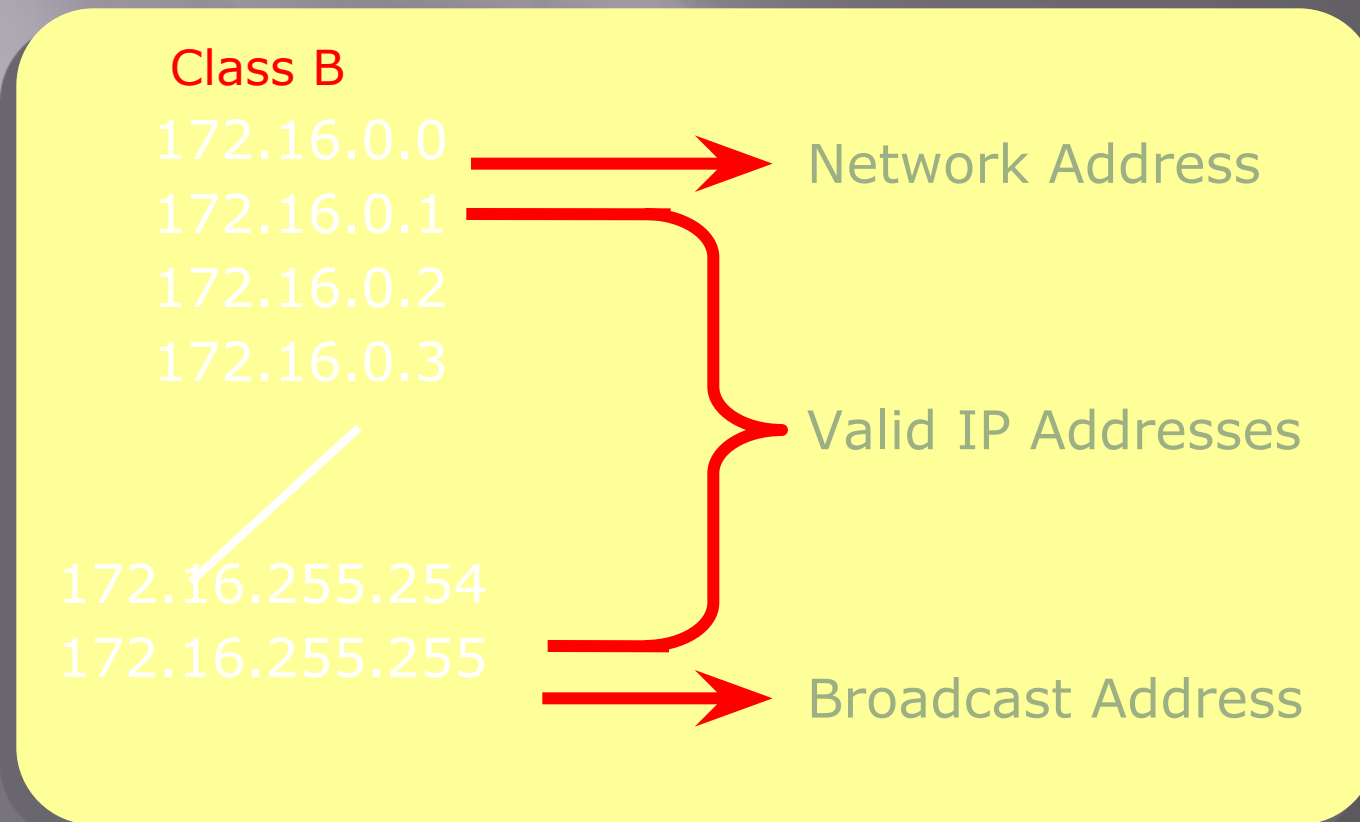 Class B
172.16.0.0
Network Address
172.16.0.1
172.16.0.2
172.16.0.3
Valid IP Addresses
172.16.255.254
172.16.255.255
Broadcast Address